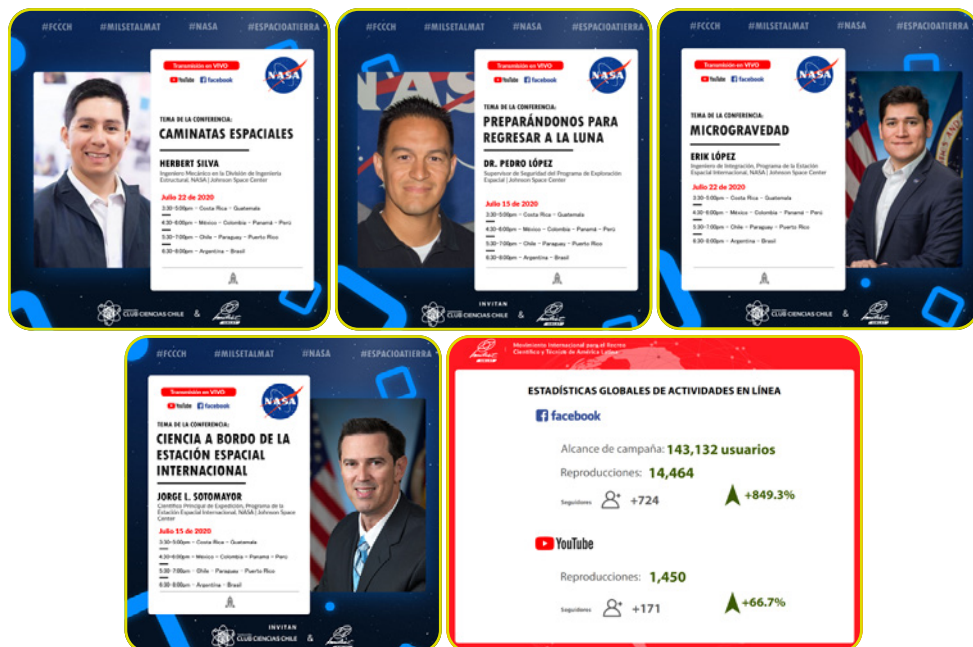 #FCCCH #MILSETALMAT #NASA #ESPACIOATIERRA
Transmisión en VIVO
YouTube facebook
NASA
TEMA DE LA CONFERENCIA:
CAMINATAS ESPACIALES
HERBERT SILVA
Ingeniero Mecánico en la División de Ingeniería
Estructural, NASA | Johnson Space Center
Julio 22 de 2020
3:30-5:00pm - Costa Rica - Guatemala
4:30-6:00pm - México - Colombia - Panamá - Perú
5:30-7:00pm - Chile - Paraguay - Puerto Rico
6:30-8:00pm - Argentina - Brasil
CLUB CIENCIAS CHILE &
#FCCCH #MILSETALMAT #NASA #ESPACIOATIERRA
NASA
Transmisión en VIVO
YouTube facebook
NASA
TEMA DE LA CONFERENCIA:
PREPARÁNDONOS PARA
REGRESAR A LA LUNA
DR. PEDRO LÓPEZ
Supervisor de Seguridad del Programa de Exploración
Espacial | Johnson Space Center
Julio 15 de 2020
3:30-5:00pm - Costa Rica - Guatemala
4:30-6:00pm - México - Colombia - Panamá - Perú
5:30-7:00pm - Chile - Paraguay - Puerto Rico
6:30-8:00pm - Argentina - Brasil
INVITAN
CLUB CIENCIAS CHILE &
#FCCCH #MILSETALMAT #NASA #ESPACIOATIERRA
Transmisión en VIVO
YouTube facebook
NASA
TEMA DE LA CONFERENCIA:
MICROGRAVEDAD
ERIK LÓPEZ
Ingeniero de Integración, Programa de la Estación
Espacial Internacional, NASA | Johnson Space Center
Julio 22 de 2020
3:30-5:00pm - Costa Rica - Guatemala
4:30-6:00pm - México - Colombia - Panamá - Perú
5:30-7:00pm - Chile - Paraguay - Puerto Rico
6:30-8:00pm - Argentina - Brasil
CLUB CIENCIAS CHILE &
#FCCCH #MILSETALMAT #NASA #ESPACIOATIERRA
Transmisión en VIVO
YouTube facebook
NASA
TEMA DE LA CONFERENCIA:
CIENCIA A BORDO DE LA
ESTACIÓN ESPACIAL
INTERNACIONAL
JORGE L. SOTOMAYOR
Científico Principal de Expedición, Programa de la
Estación Espacial Internacional, NASA | Johnson Space
Center
Julio 15 de 2020
3:30-5:00pm - Costa Rica - Guatemala
4:30-6:00pm - México - Colombia - Panamá - Perú
5:30-7:00pm - Chile - Paraguay - Puerto Rico
6:30-8:00pm - Argentina - Brasil
INVITAN
CLUB CIENCIAS CHILE &
Movimiento Internacional para el Recreo
Científico y Técnico de América Latina
ESTADÍSTICAS GLOBALES DE ACTIVIDADES EN LÍNEA
facebook
Alcance de campaña: 143,132 usuarios
Reproducciones: 14,464
Seguidores +724 +849.3%
YouTube
Reproducciones: 1,450
Seguidores +171 +66.7%